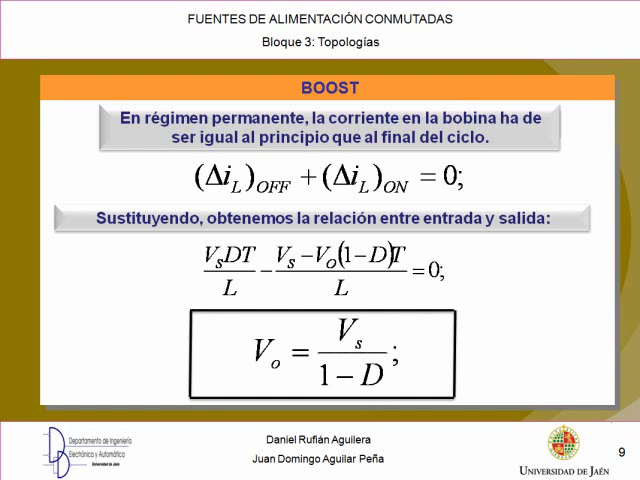 FUENTES DE ALIMENTACIÓN CONMUTADAS
Bloque 3: Topologías
BOOST
En régimen permanente, la corriente en la bobina ha de
ser igual al principio que al final del ciclo.
(Δi_L)_OFF + (Δi_L)_ON = 0;
Sustituyendo, obtenemos la relación entre entrada y salida:
V_S DT / L − V_S − V_O(1 − D)T / L = 0;
V_o = V_s / 1 − D ;
Departamento de Ingeniería
Electrónica y Automática
Universidad de Jaén
Daniel Rufián Aguilera
Juan Domingo Aguilar Peña
UNIVERSIDAD DE JAÉN
9